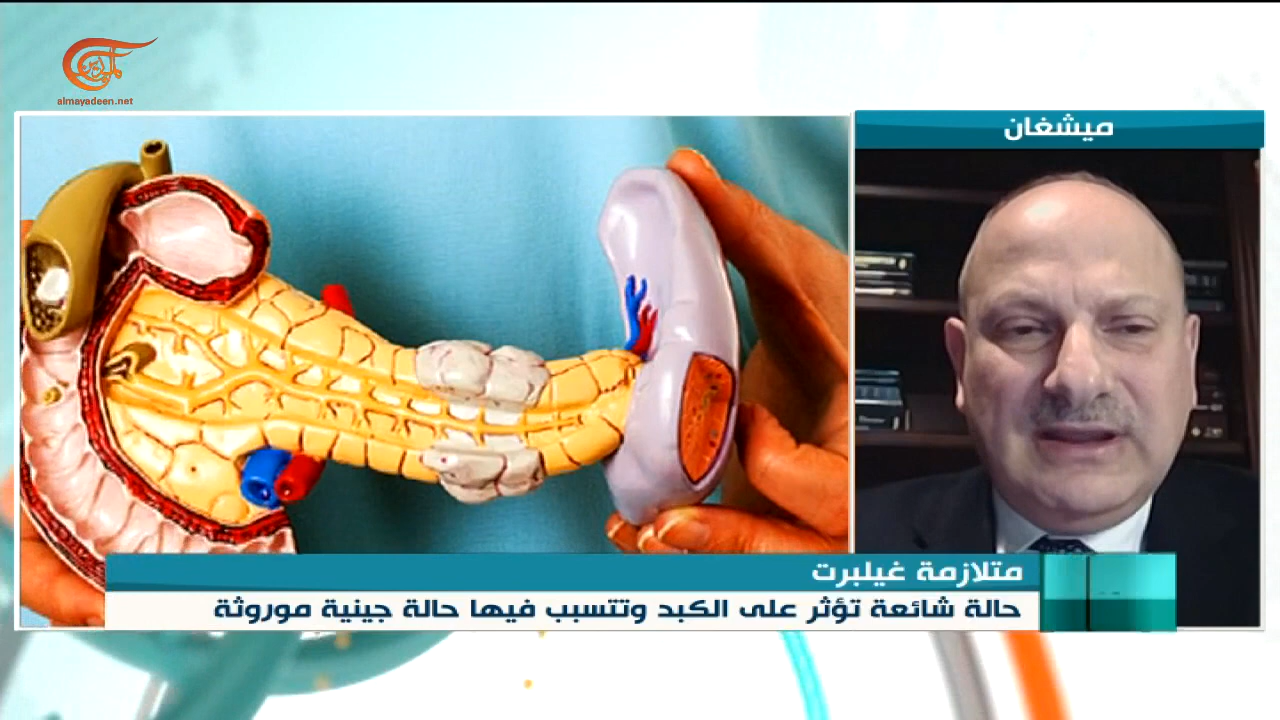 almayadeen.net
ميشغان
متلازمة غيلبرت
حالة شائعة تؤثر على الكبد وتتسبب فيها حالة جينية موروثة